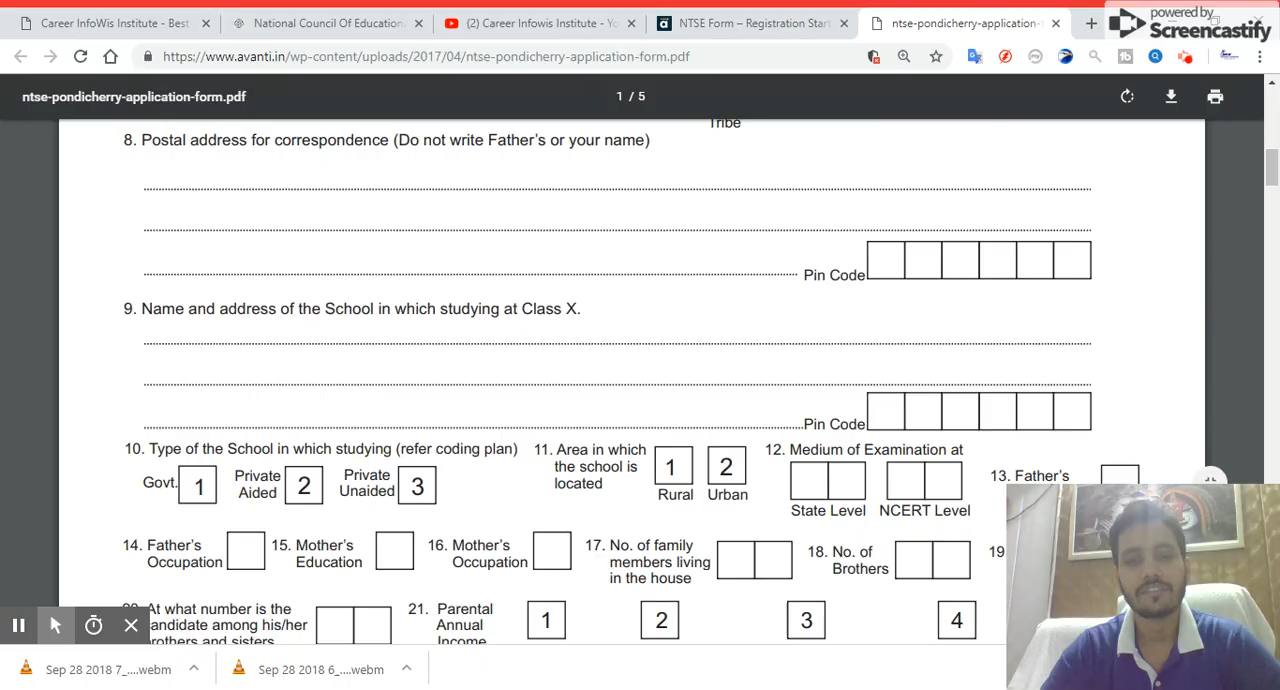 Career InfoWis Institute - Best
National Council Of Education
(2) Career Infowis Institute - Yo
NTSE Form – Registration Start
ntse-pondicherry-application-
powered by
Screencastify
https://www.avanti.in/wp-content/uploads/2017/04/ntse-pondicherry-application-form.pdf
ntse-pondicherry-application-form.pdf
1 / 5
Tribe
8. Postal address for correspondence (Do not write Father's or your name)
Pin Code
9. Name and address of the School in which studying at Class X.
Pin Code
10. Type of the School in which studying (refer coding plan)
Govt. 1 Private Aided 2 Private Unaided 3
11. Area in which
the school is
located
1 2
Rural Urban
12. Medium of Examination at
State Level NCERT Level
13. Father's
14. Father's
Occupation
15. Mother's
Education
16. Mother's
Occupation
17. No. of family
members living
in the house
18. No. of
Brothers
19
At what number is the
candidate among his/her
brothers and sisters
21. Parental
Annual
Income
1 2 3 4
Sep 28 2018 7_....webm
Sep 28 2018 6_....webm